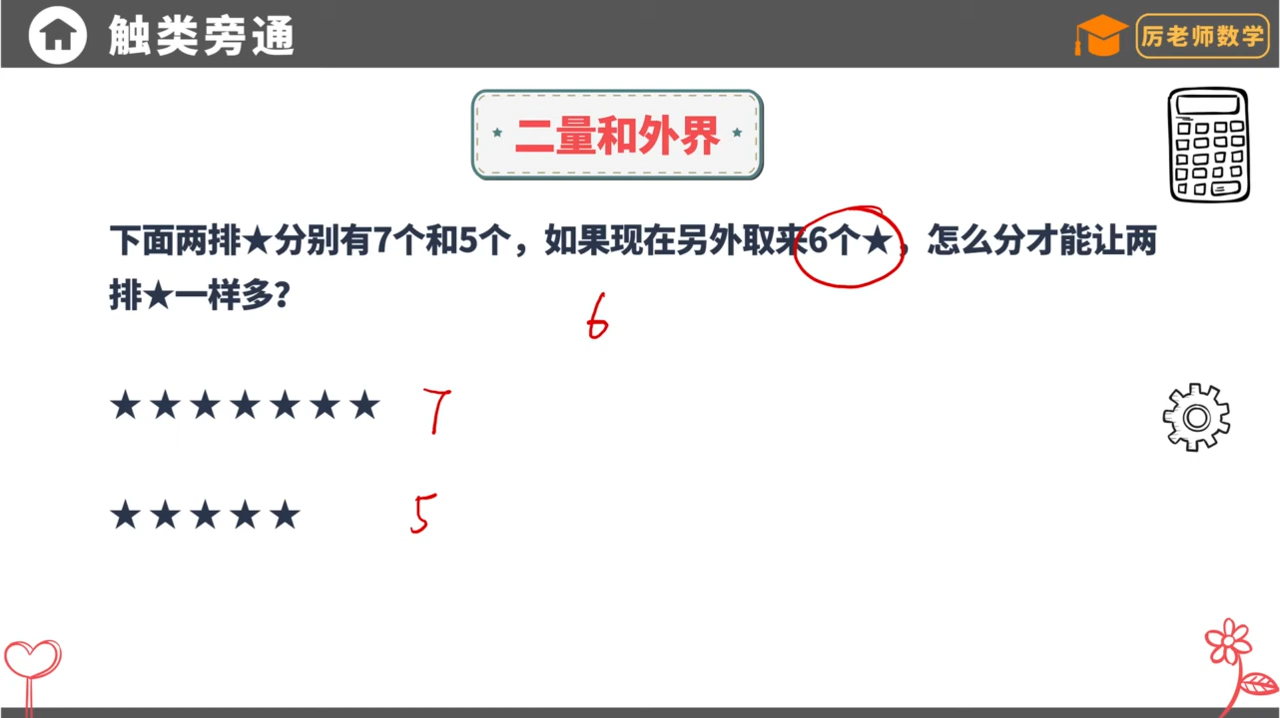 触类旁通
厉老师数学
二量和外界
下面两排★分别有7个和5个，如果现在另外取来6个★，怎么分才能让两
排★一样多？
6
★★★★★★★ 7
★★★★★ 5